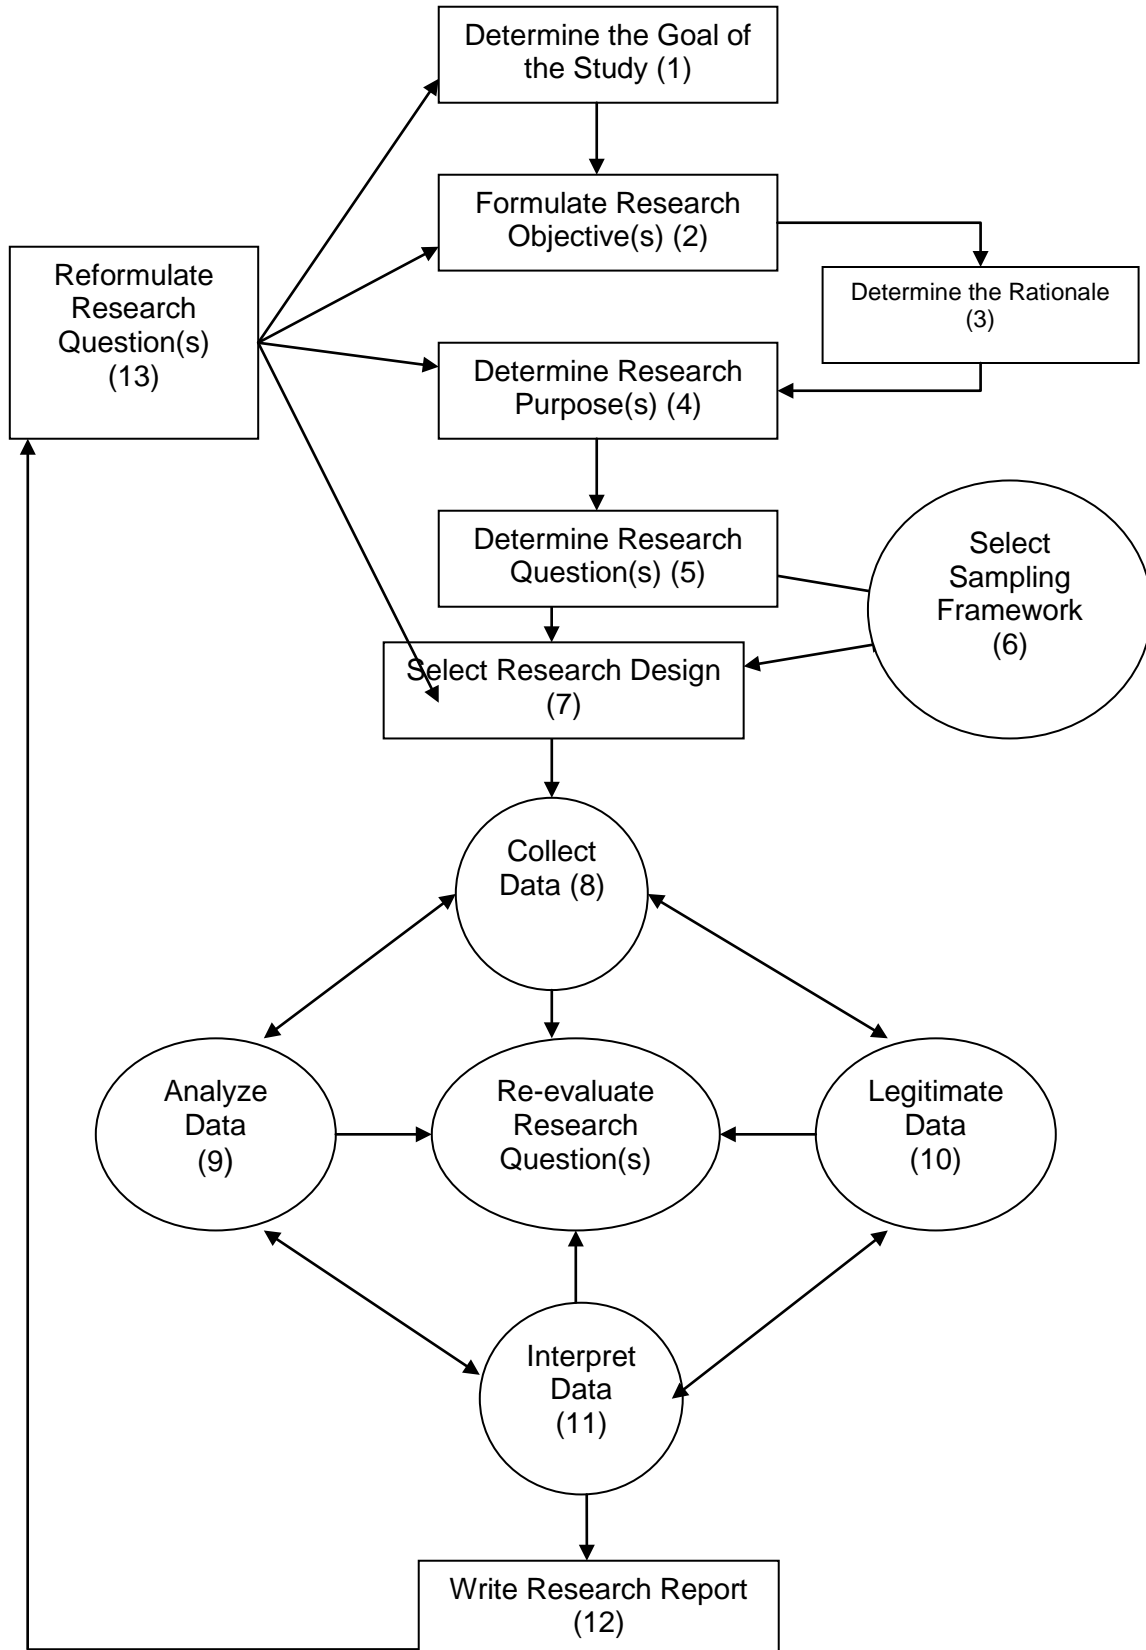 Determine the Goal of
the Study (1)
Formulate Research
Objective(s) (2)
Reformulate
Research
Question(s)
(13)
Determine the Rationale
(3)
Determine Research
Purpose(s) (4)
Determine Research
Question(s) (5)
Select
Sampling
Framework
(6)
Select Research Design
(7)
Collect
Data (8)
Analyze
Data
(9)
Re-evaluate
Research
Question(s)
Legitimate
Data
(10)
Interpret
Data
(11)
Write Research Report
(12)